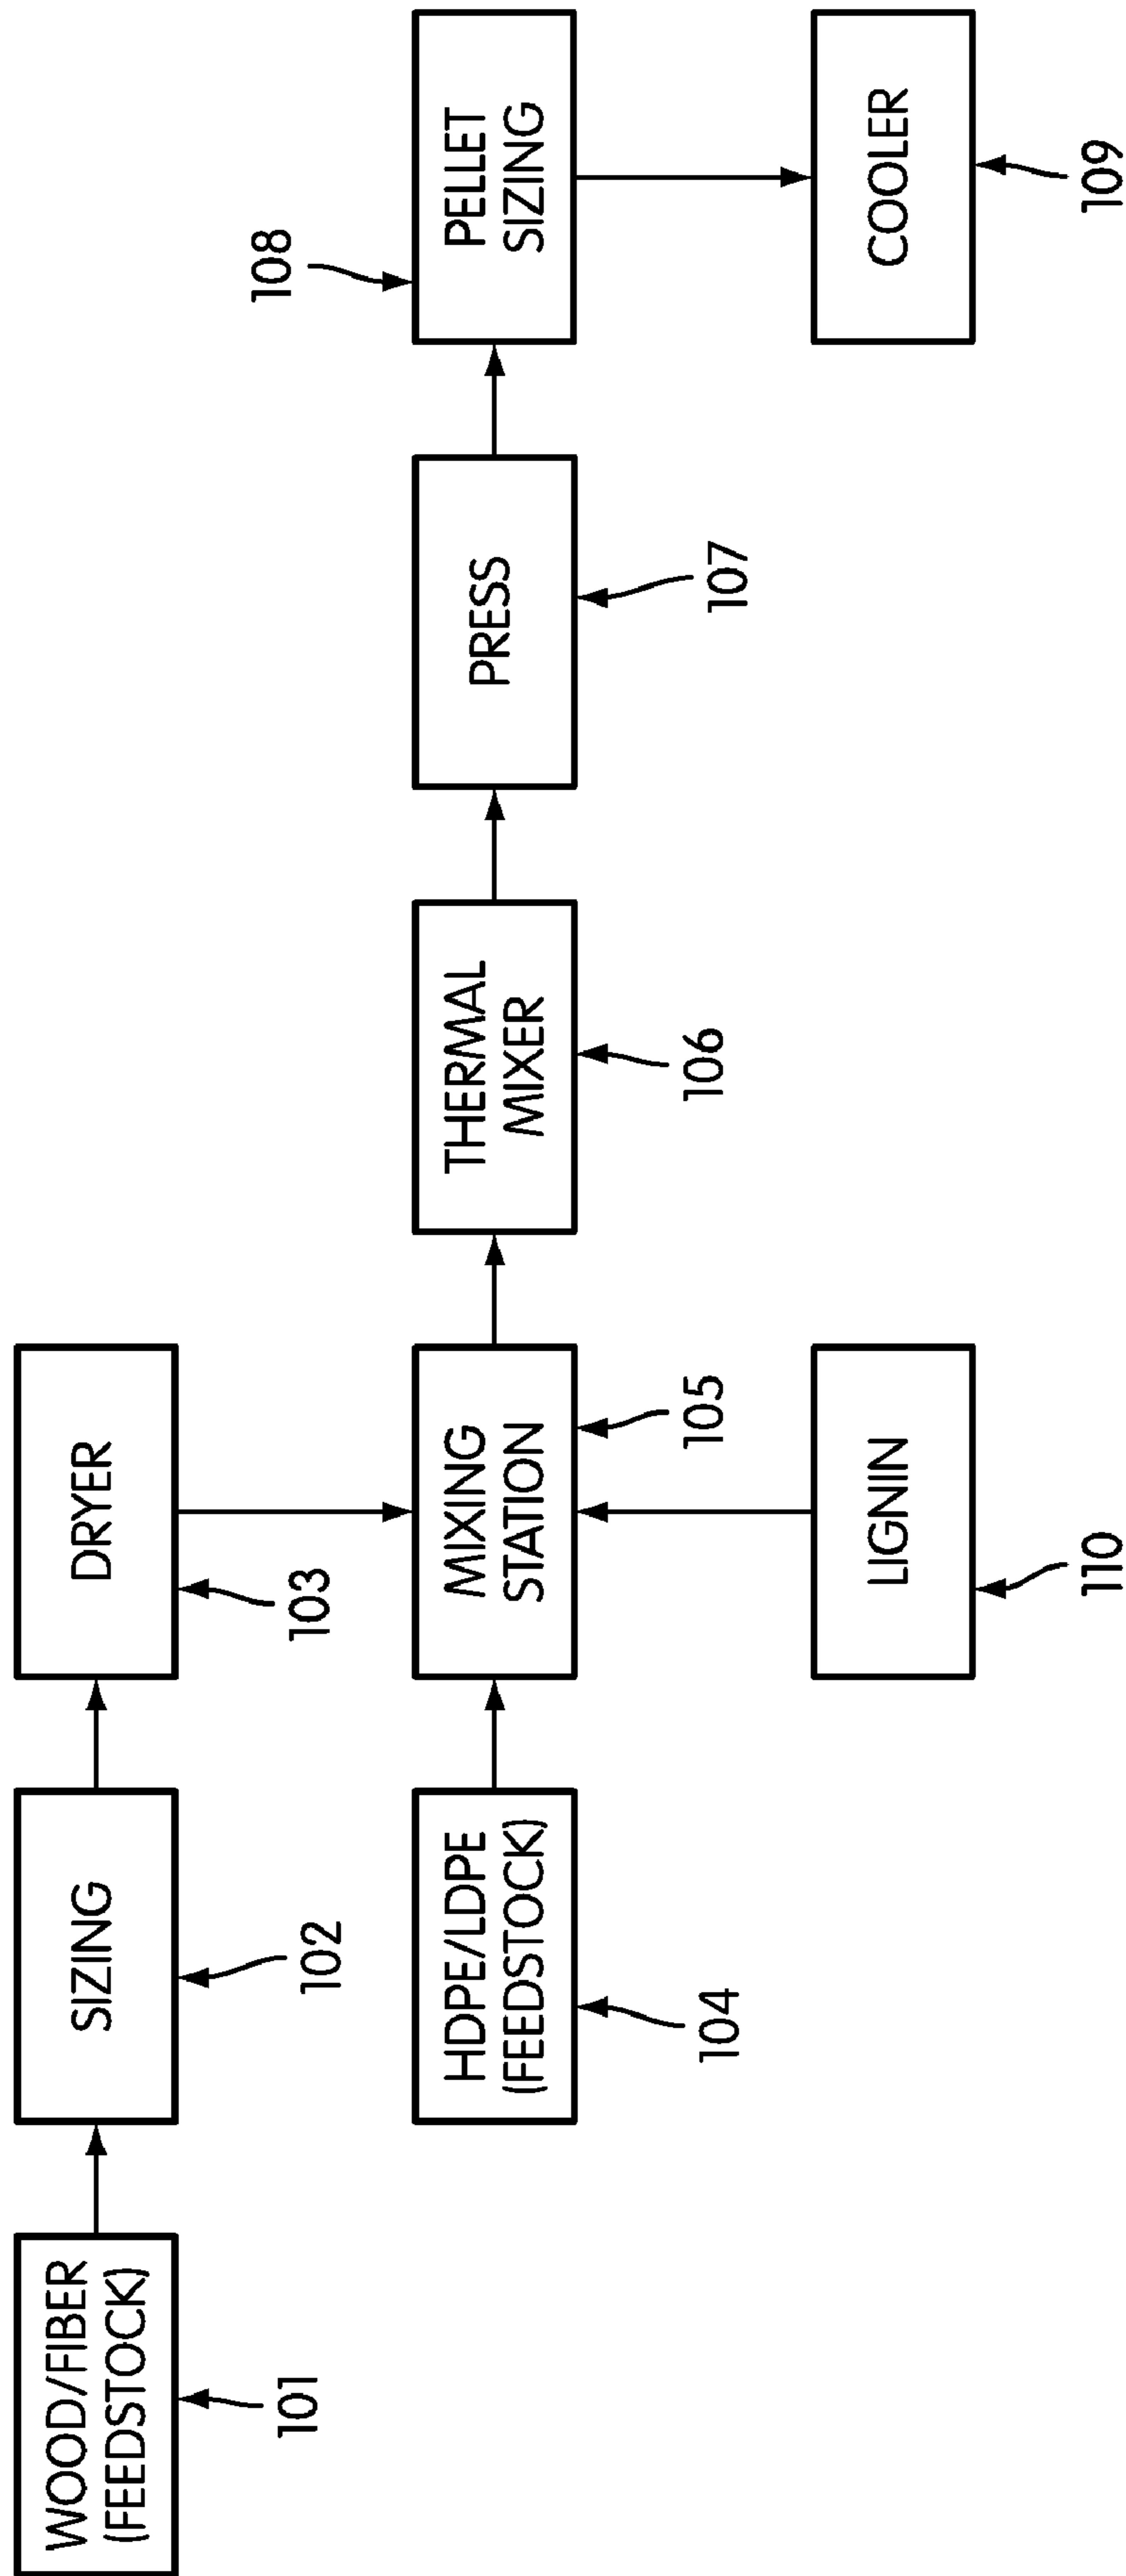 WOOD/FIBER
(FEEDSTOCK)
101
SIZING
102
DRYER
103
HDPE/LDPE
(FEEDSTOCK)
104
MIXING
STATION
105
LIGNIN
110
THERMAL
MIXER
106
PRESS
107
PELLET
SIZING
108
COOLER
109